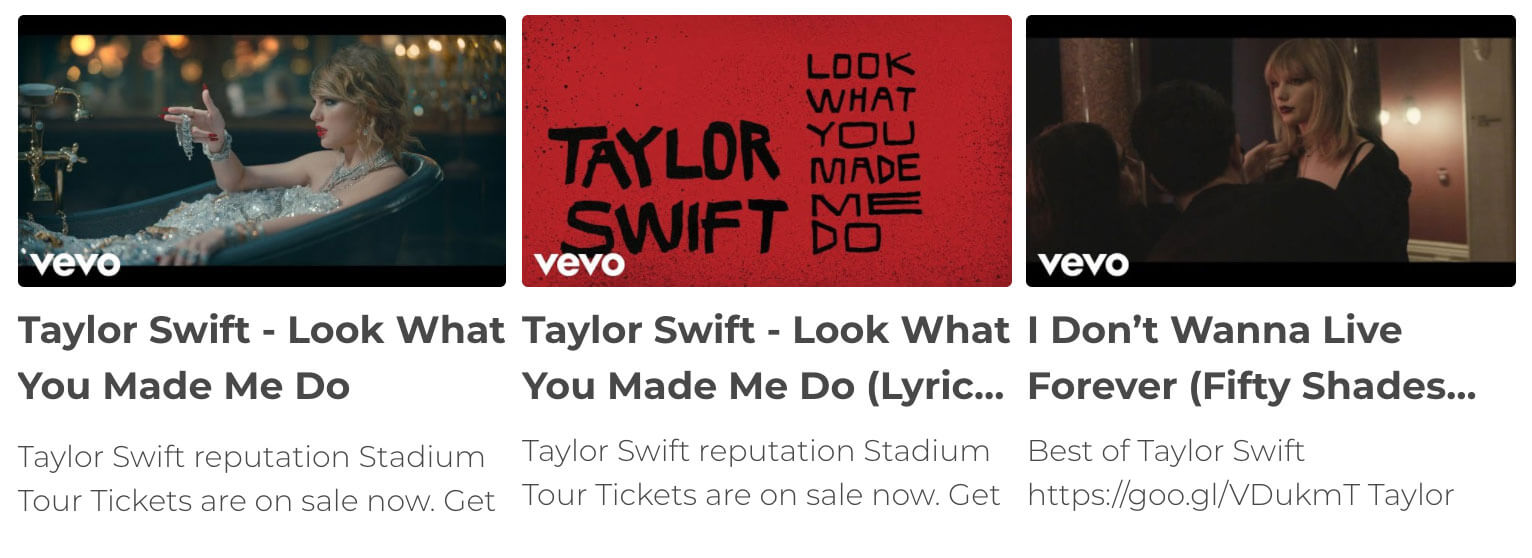 vevo
TAYLOR
SWIFT
LOOK
WHAT
YOU
MADE
ME
DO
vevo
vevo
Taylor Swift - Look What
You Made Me Do
Taylor Swift reputation Stadium
Tour Tickets are on sale now. Get
Taylor Swift - Look What
You Made Me Do (Lyric...
Taylor Swift reputation Stadium
Tour Tickets are on sale now. Get
I Don’t Wanna Live
Forever (Fifty Shades...
Best of Taylor Swift
https://goo.gl/VDukmT Taylor